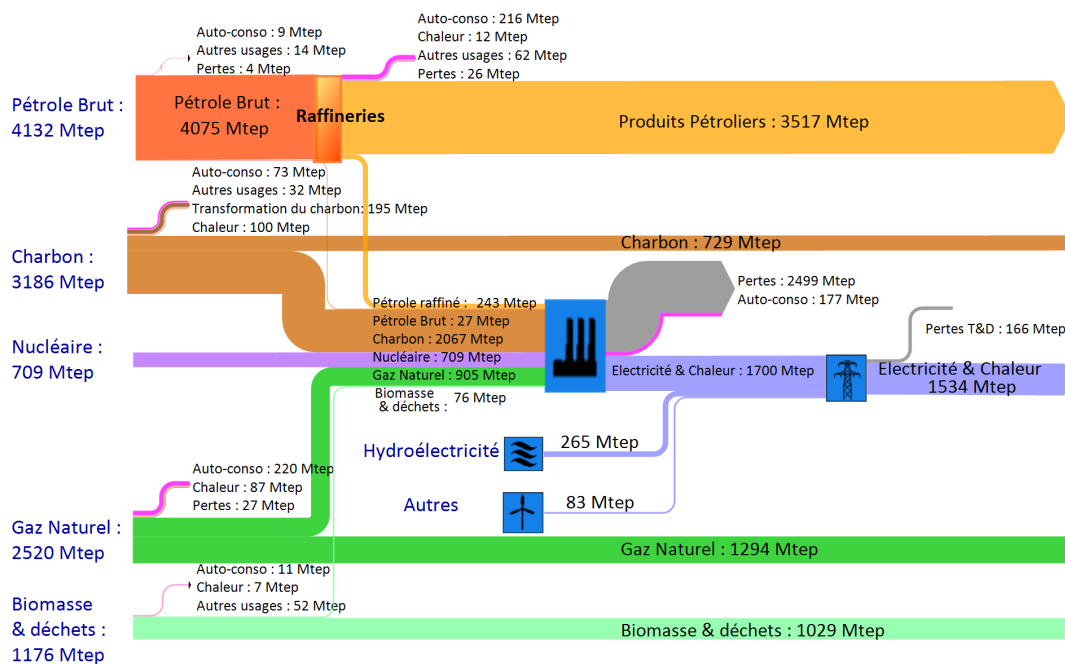 Auto-conso : 9 Mtep
Autres usages : 14 Mtep
Pertes : 4 Mtep
Auto-conso : 216 Mtep
Chaleur : 12 Mtep
Autres usages : 62 Mtep
Pertes : 26 Mtep
Pétrole Brut :
4132 Mtep
Pétrole Brut :
4075 Mtep
Raffineries
Produits Pétroliers : 3517 Mtep
Auto-conso : 73 Mtep
Autres usages : 32 Mtep
Transformation du charbon: 195 Mtep
Chaleur : 100 Mtep
Charbon :
3186 Mtep
Charbon : 729 Mtep
Pertes : 2499 Mtep
Auto-conso : 177 Mtep
Pétrole raffiné : 243 Mtep
Pétrole Brut : 27 Mtep
Charbon : 2067 Mtep
Nucléaire : 709 Mtep
Gaz Naturel : 905 Mtep
Biomasse
& déchets : 76 Mtep
Nucléaire :
709 Mtep
Electricité & Chaleur : 1700 Mtep
Pertes T&D : 166 Mtep
Electricité & Chaleur
1534 Mtep
Hydroélectricité
265 Mtep
Autres
83 Mtep
Auto-conso : 220 Mtep
Chaleur : 87 Mtep
Pertes : 27 Mtep
Gaz Naturel :
2520 Mtep
Gaz Naturel : 1294 Mtep
Auto-conso : 11 Mtep
Chaleur : 7 Mtep
Autres usages : 52 Mtep
Biomasse
& déchets :
1176 Mtep
Biomasse & déchets : 1029 Mtep